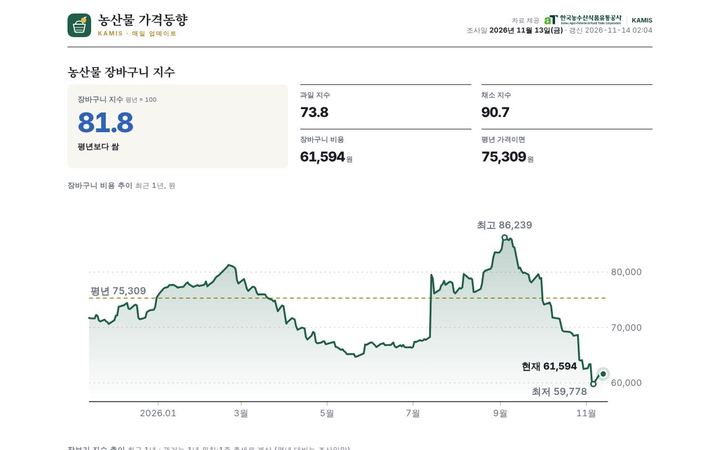 농산물 가격동향
KAMIS · 매일 업데이트
자료 제공 aT 한국농수산식품유통공사 KAMIS
조사일 2026년 11월 13일(금) · 갱신 2026-11-14 02:04
농산물 장바구니 지수
장바구니 지수 평년 = 100
81.8
평년보다 쌈
과일 지수
73.8
채소 지수
90.7
장바구니 비용
61,594원
평년 가격이면
75,309원
장바구니 비용 추이 최근 1년, 원
최고 86,239
평년 75,309
80,000
70,000
현재 61,594
60,000
최저 59,778
2026.01 3월 5월 7월 9월 11월